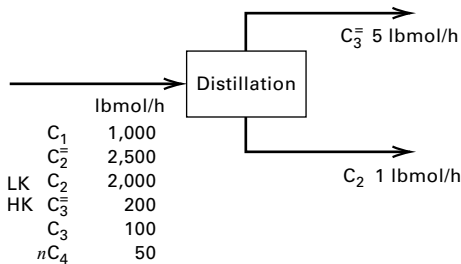 C₃⁼ 5 lbmol/h
Distillation
lbmol/h
C₁ 1,000
C₂⁼ 2,500
LK C₂ 2,000
HK C₃⁼ 200
C₃ 100
nC₄ 50
C₂ 1 lbmol/h